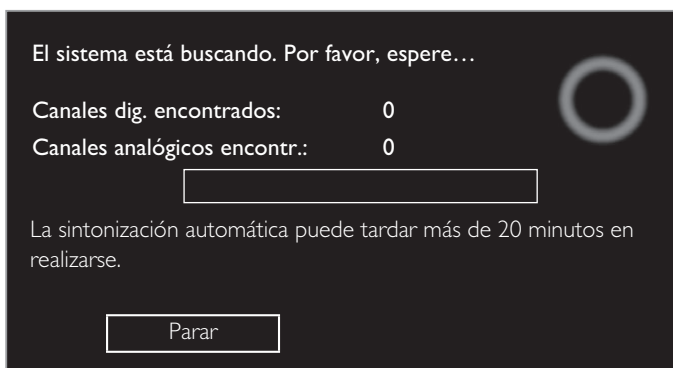 El sistema está buscando. Por favor, espere…
Canales dig. encontrados: 0
Canales analógicos encontr.: 0
La sintonización automática puede tardar más de 20 minutos en
realizarse.
Parar